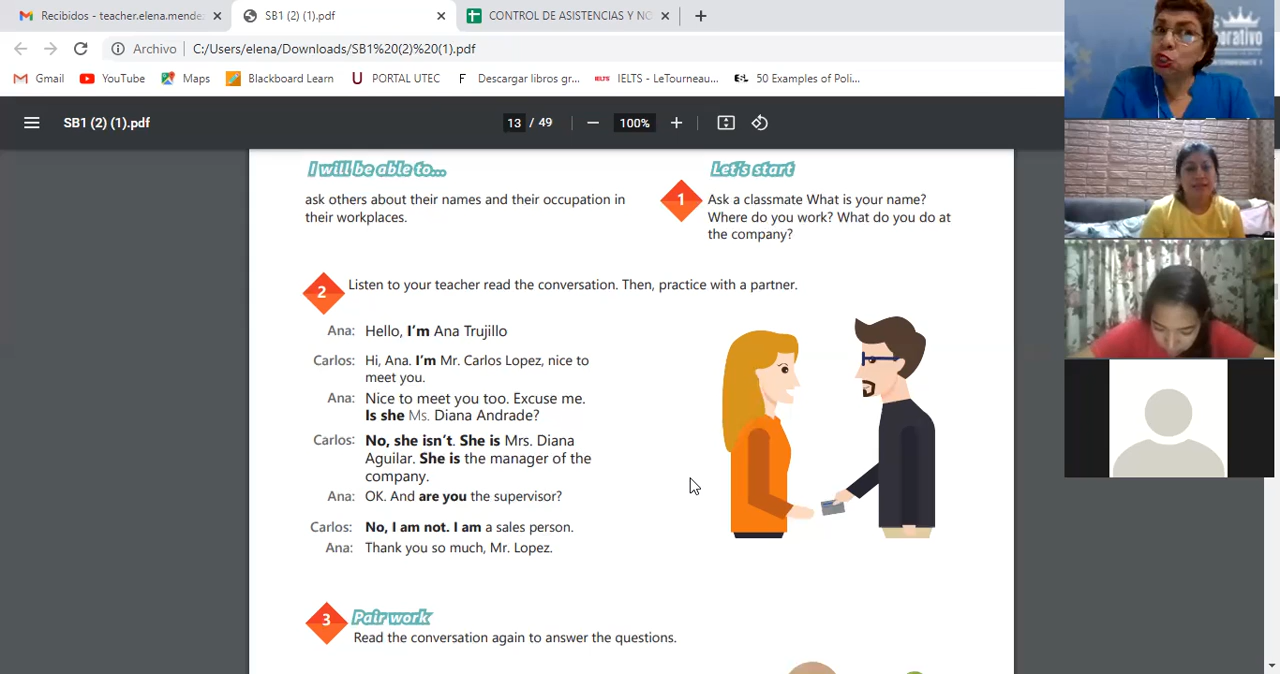 Recibidos - teacher.elena.mende
SB1 (2) (1).pdf
CONTROL DE ASISTENCIAS Y NO
Archivo
C:/Users/elena/Downloads/SB1%20(2)%20(1).pdf
Gmail
YouTube
Maps
Blackboard Learn
PORTAL UTEC
Descargar libros gr...
IELTS - LeTourneau...
50 Examples of Poli...
SB1 (2) (1).pdf
13 / 49
100%
I will be able to...
ask others about their names and their occupation in
their workplaces.
Let's start
1
Ask a classmate What is your name?
Where do you work? What do you do at
the company?
2
Listen to your teacher read the conversation. Then, practice with a partner.
Ana: Hello, I'm Ana Trujillo
Carlos: Hi, Ana. I'm Mr. Carlos Lopez, nice to
meet you.
Ana: Nice to meet you too. Excuse me.
Is she Ms. Diana Andrade?
Carlos: No, she isn't. She is Mrs. Diana
Aguilar. She is the manager of the
company.
Ana: OK. And are you the supervisor?
Carlos: No, I am not. I am a sales person.
Ana: Thank you so much, Mr. Lopez.
3
Pair work
Read the conversation again to answer the questions.